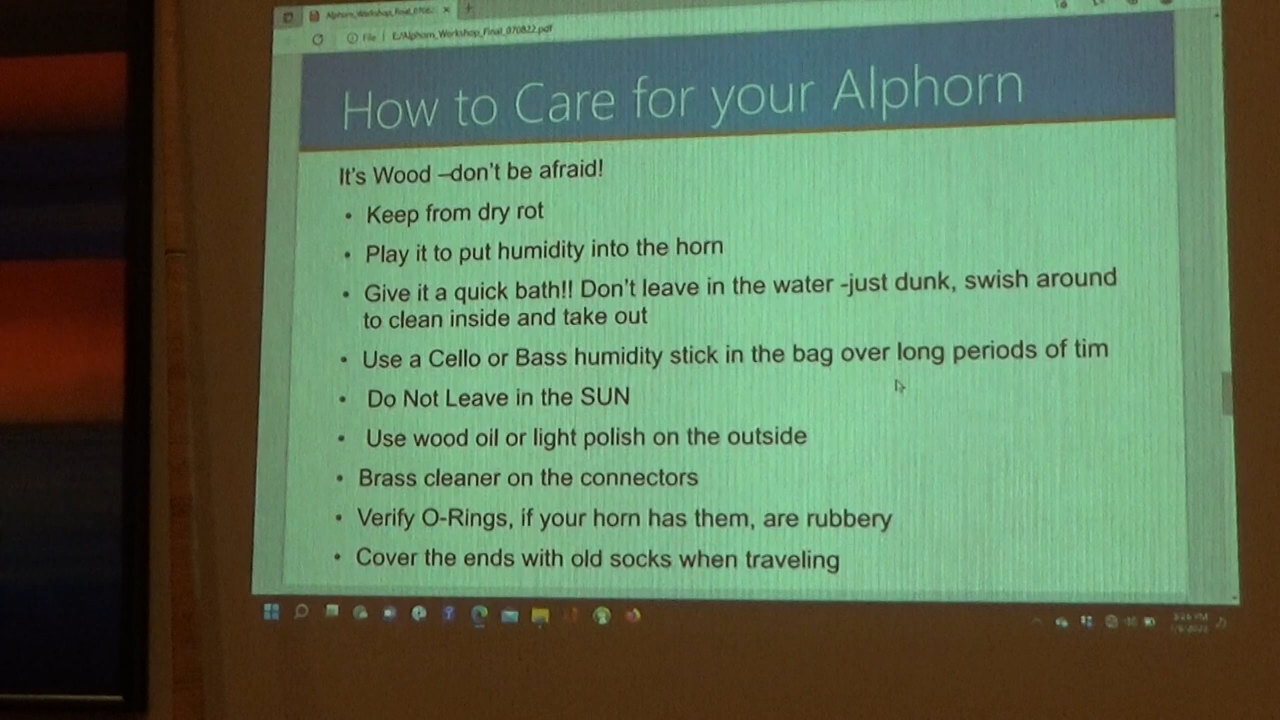 Alphorn_Workshop_Final_07082
File | E:/Alphorn_Workshop_Final_070822.pdf
How to Care for your Alphorn
It's Wood –don't be afraid!
• Keep from dry rot
• Play it to put humidity into the horn
• Give it a quick bath!! Don't leave in the water -just dunk, swish around
to clean inside and take out
• Use a Cello or Bass humidity stick in the bag over long periods of tim
• Do Not Leave in the SUN
• Use wood oil or light polish on the outside
• Brass cleaner on the connectors
• Verify O-Rings, if your horn has them, are rubbery
• Cover the ends with old socks when traveling